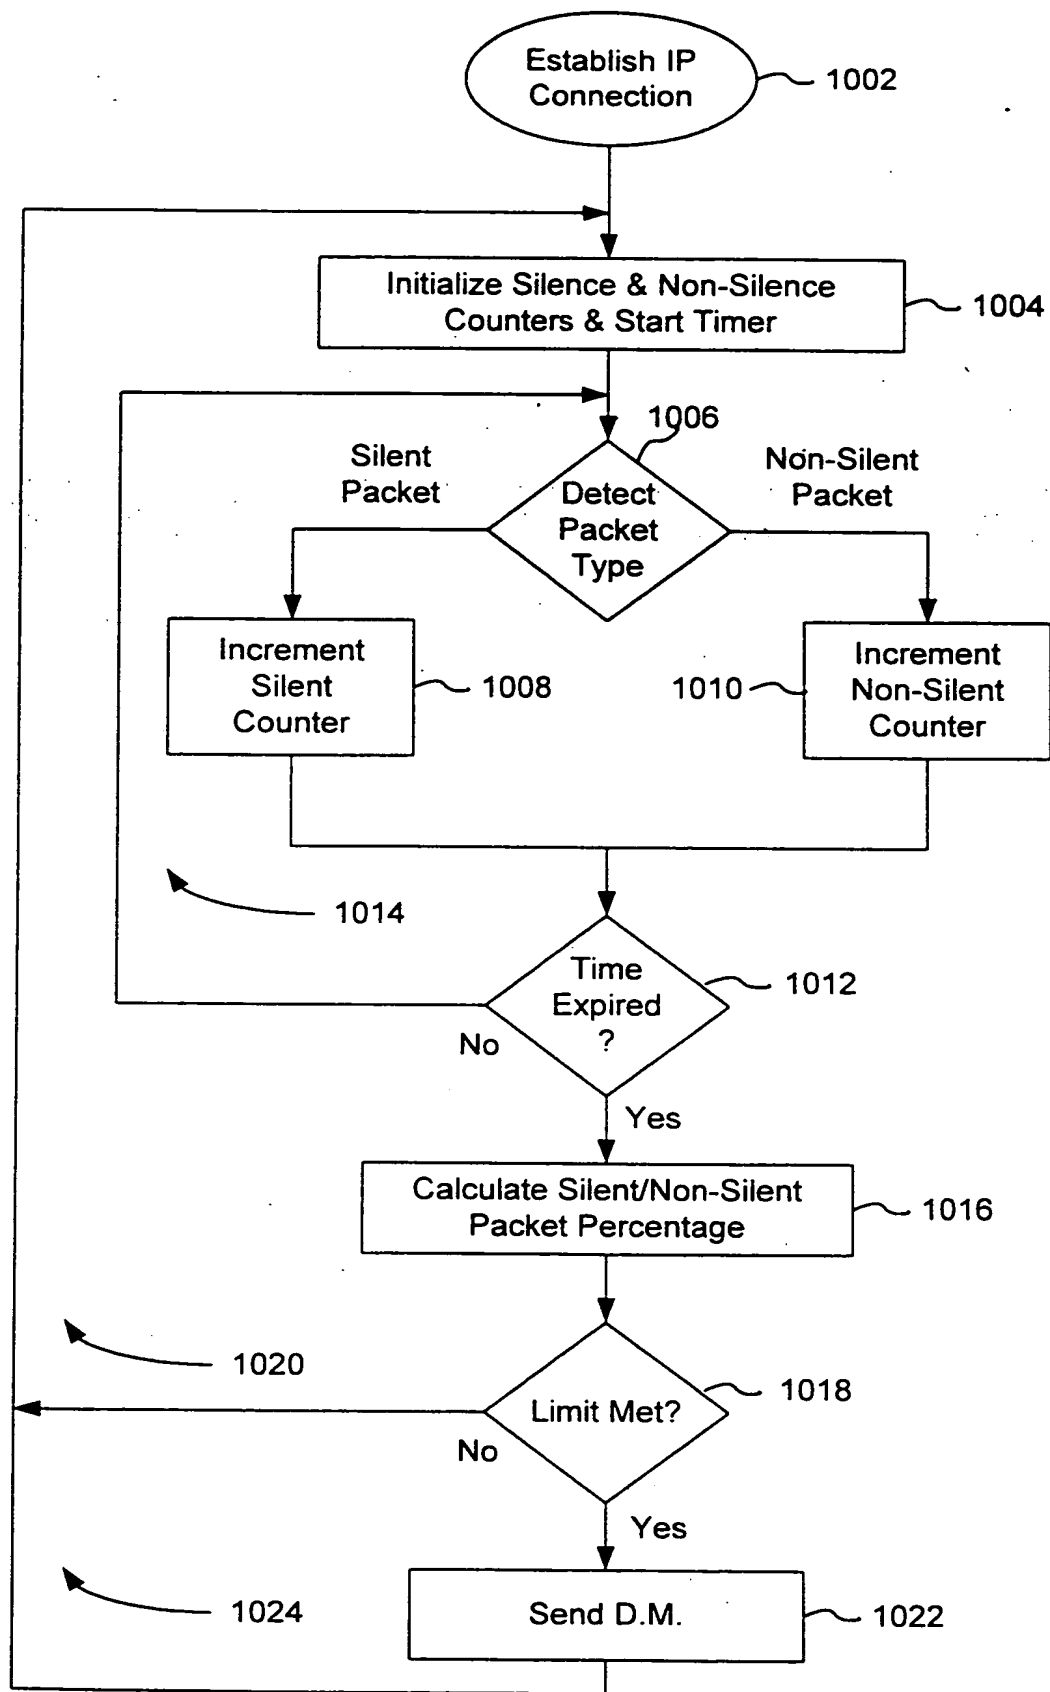 Establish IP
Connection
1002
Initialize Silence & Non-Silence
Counters & Start Timer
1004
1006
Silent
Packet
Non-Silent
Packet
Detect
Packet
Type
Increment
Silent
Counter
1008
1010
Increment
Non-Silent
Counter
1014
Time
Expired
?
1012
No
Yes
Calculate Silent/Non-Silent
Packet Percentage
1016
1020
Limit Met?
1018
No
Yes
1024
Send D.M.
1022